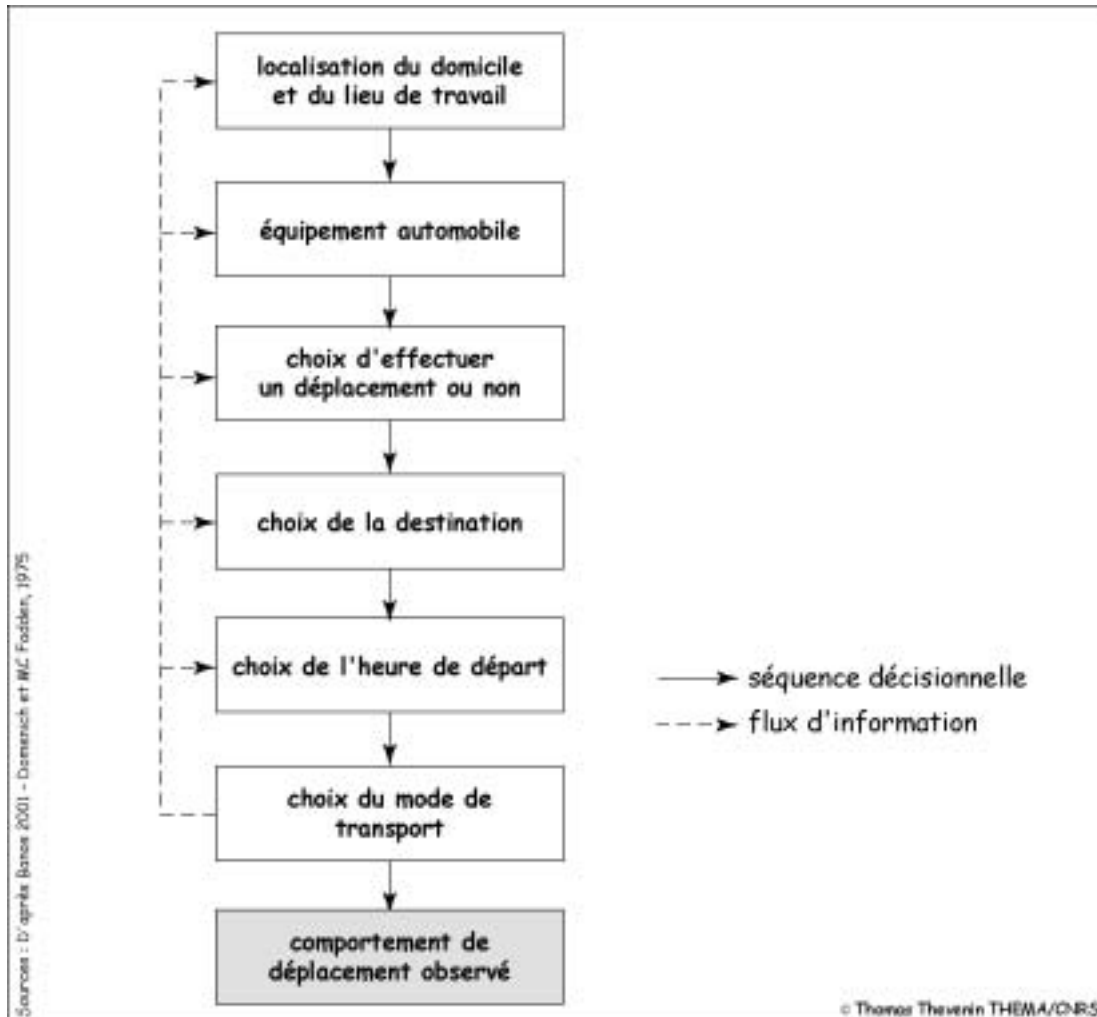 localisation du domicile
et du lieu de travail
équipement automobile
choix d'effectuer
un déplacement ou non
choix de la destination
choix de l'heure de départ
choix du mode de
transport
comportement de
déplacement observé
séquence décisionnelle
flux d'information
Sources : D'après Banos 2001 - Domenich et MC Fadden, 1975
© Thomas Thevenin THEMA/CNRS